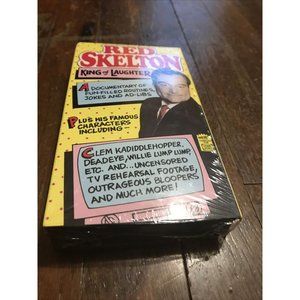 RED
SKELTON
KING of LAUGHTER
A DOCUMENTARY OF
FUN-FILLED ROUTINES,
JOKES AND AD-LIBS
PLUS HIS FAMOUS
CHARACTERS
INCLUDING
CLEM KADIDDLEHOPPER,
DEADEYE, WILLIE LUMP LUMP,
ETC. AND...UNCENSORED
TV REHEARSAL FOOTAGE,
OUTRAGEOUS BLOOPERS
AND MUCH MORE!